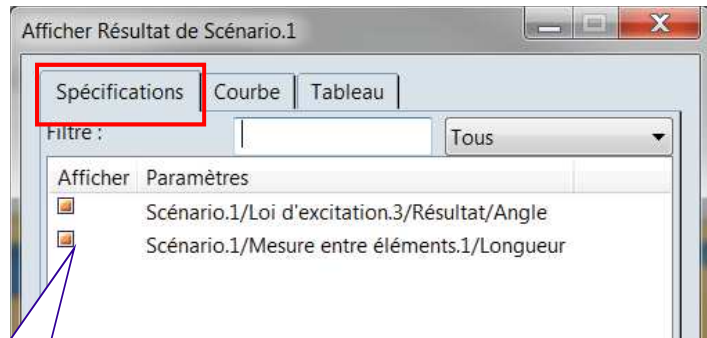 Afficher Résultat de Scénario.1
Spécifications Courbe Tableau
Filtre : Tous
Afficher Paramètres
Scénario.1/Loi d'excitation.3/Résultat/Angle
Scénario.1/Mesure entre éléments.1/Longueur